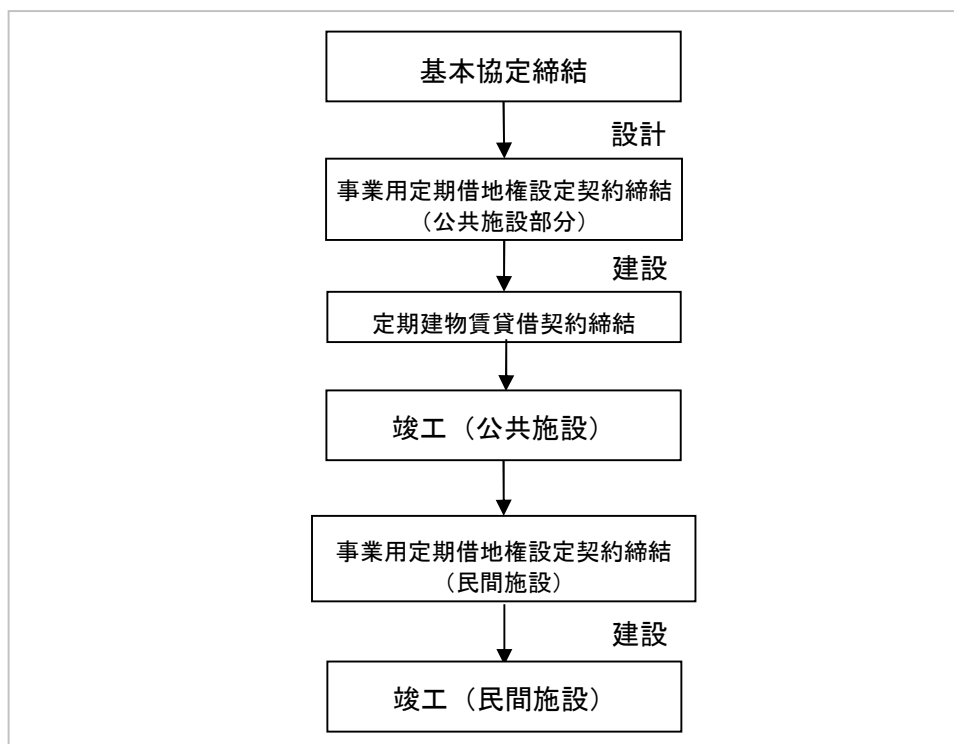 基本協定締結
設計
事業用定期借地権設定契約締結
（公共施設部分）
建設
定期建物賃貸借契約締結
竣工（公共施設）
事業用定期借地権設定契約締結
（民間施設）
建設
竣工（民間施設）